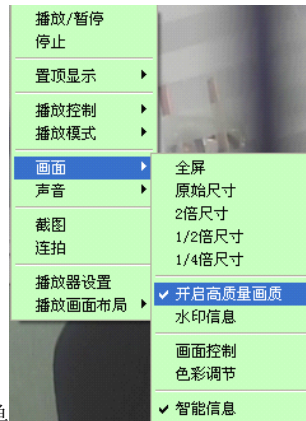 播放/暂停
停止
置顶显示
播放控制
播放模式
画面
声音
截图
连拍
播放器设置
播放画面布局
全屏
原始尺寸
2倍尺寸
1/2倍尺寸
1/4倍尺寸
开启高质量画质
水印信息
画面控制
色彩调节
智能信息